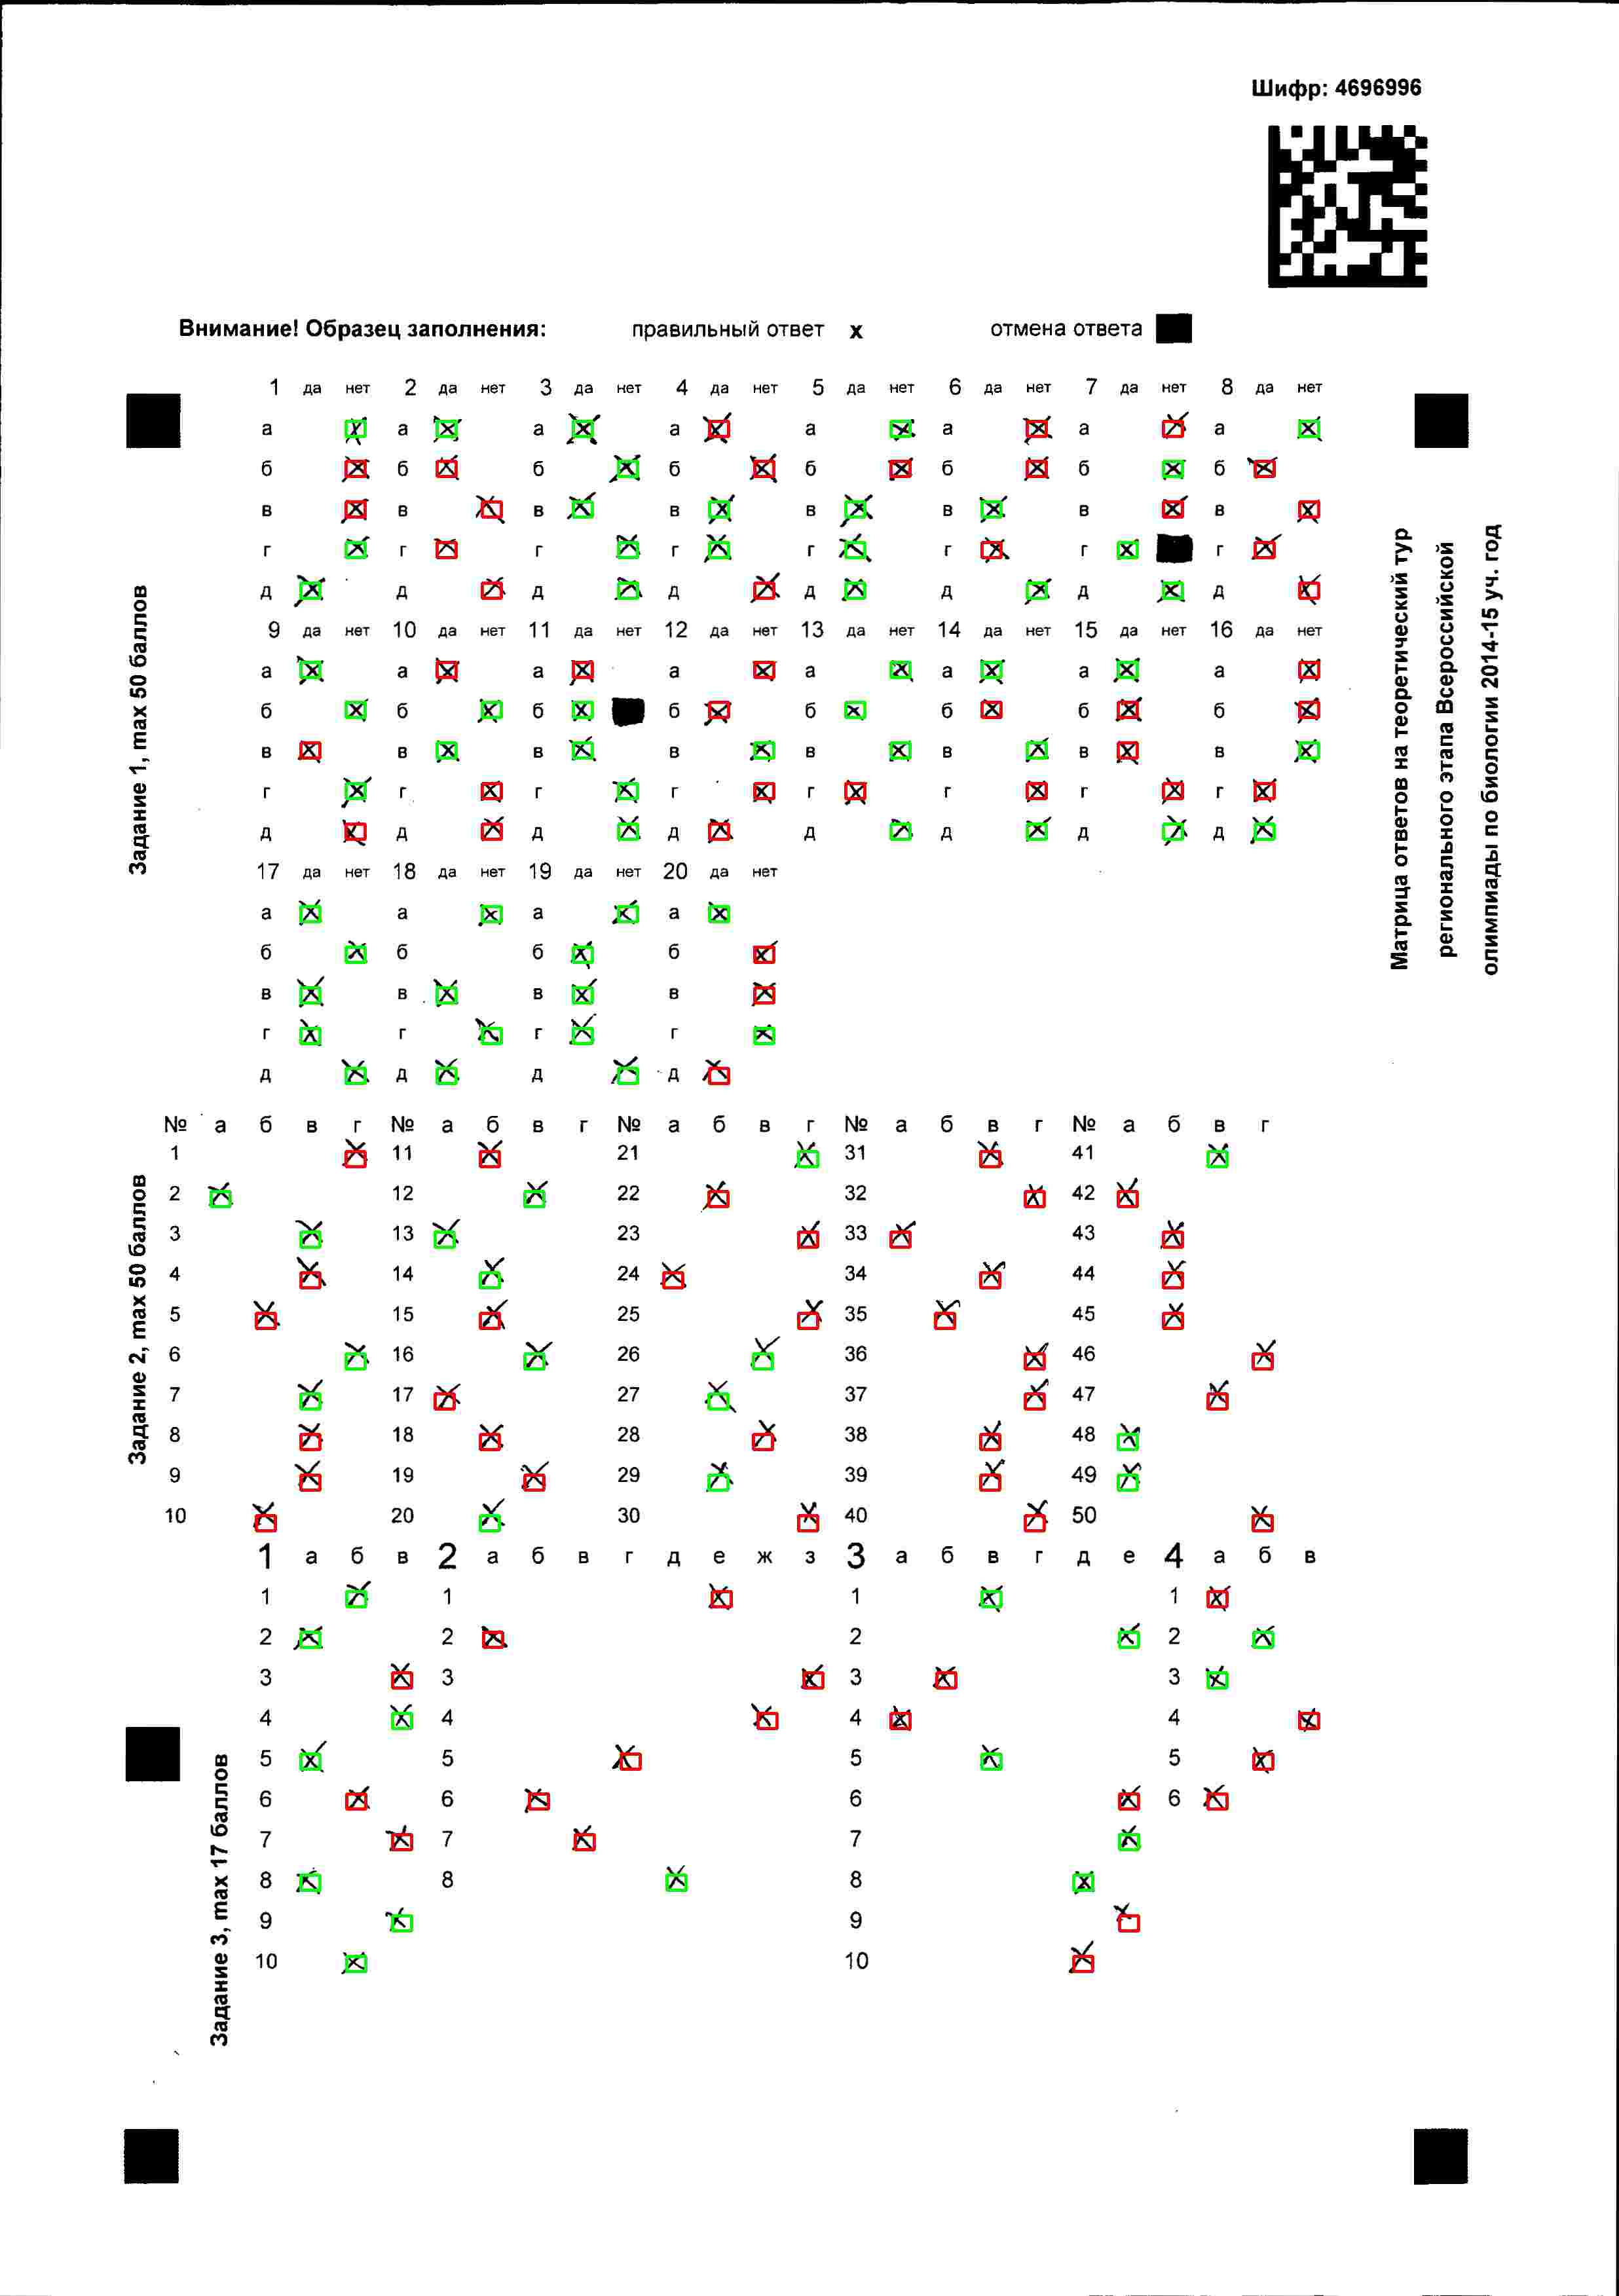 Шифр: 4696996
Внимание! Образец заполнения: правильный ответ x отмена ответа
1 да нет 2 да нет 3 да нет 4 да нет 5 да нет 6 да нет 7 да нет 8 да нет
а а а а а а а а
б б б б б б б б
в в в в в в в в
г г г г г г г г
д д д д д д д д
9 да нет 10 да нет 11 да нет 12 да нет 13 да нет 14 да нет 15 да нет 16 да нет
а а а а а а а а
б б б б б б б б
в в в в в в в в
г г г г г г г г
д д д д д д д д
17 да нет 18 да нет 19 да нет 20 да нет
а а а а
б б б б
в в в в
г г г г
д д д д
Задание 1, max 50 баллов
Матрица ответов на теоретический тур
регионального этапа Всероссийской
олимпиады по биологии 2014-15 уч. год
№ а б в г № а б в г № а б в г № а б в г № а б в г
1 11 21 31 41
2 12 22 32 42
3 13 23 33 43
4 14 24 34 44
5 15 25 35 45
6 16 26 36 46
7 17 27 37 47
8 18 28 38 48
9 19 29 39 49
10 20 30 40 50
Задание 2, max 50 баллов
1 а б в 2 а б в г д е ж з 3 а б в г д е 4 а б в
1 1 1 1
2 2 2 2
3 3 3 3
4 4 4 4
5 5 5 5
6 6 6 6
7 7 7
8 8 8
9 9
10 10
Задание 3, max 17 баллов